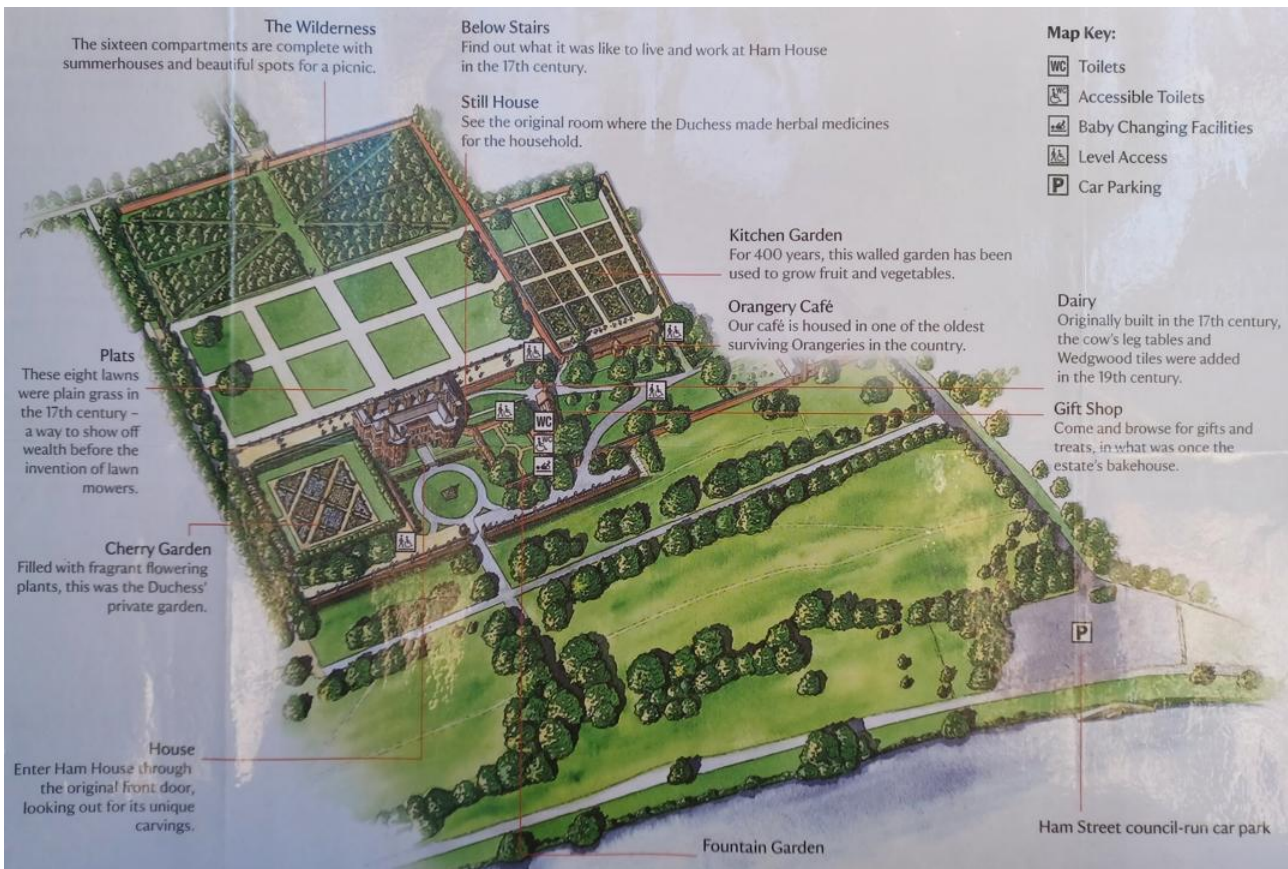 The Wilderness
The sixteen compartments are complete with
summerhouses and beautiful spots for a picnic.
Below Stairs
Find out what it was like to live and work at Ham House
in the 17th century.
Still House
See the original room where the Duchess made herbal medicines
for the household.
Map Key:
WC Toilets
WC Accessible Toilets
Baby Changing Facilities
Level Access
P Car Parking
Kitchen Garden
For 400 years, this walled garden has been
used to grow fruit and vegetables.
Orangery Café
Our café is housed in one of the oldest
surviving Orangeries in the country.
Dairy
Originally built in the 17th century,
the cow's leg tables and
Wedgwood tiles were added
in the 19th century.
Gift Shop
Come and browse for gifts and
treats, in what was once the
estate's bakehouse.
Plats
These eight lawns
were plain grass in
the 17th century –
a way to show off
wealth before the
invention of lawn
mowers.
WC
WC
Cherry Garden
Filled with fragrant flowering
plants, this was the Duchess'
private garden.
P
House
Enter Ham House through
the original front door,
looking out for its unique
carvings.
Fountain Garden
Ham Street council-run car park